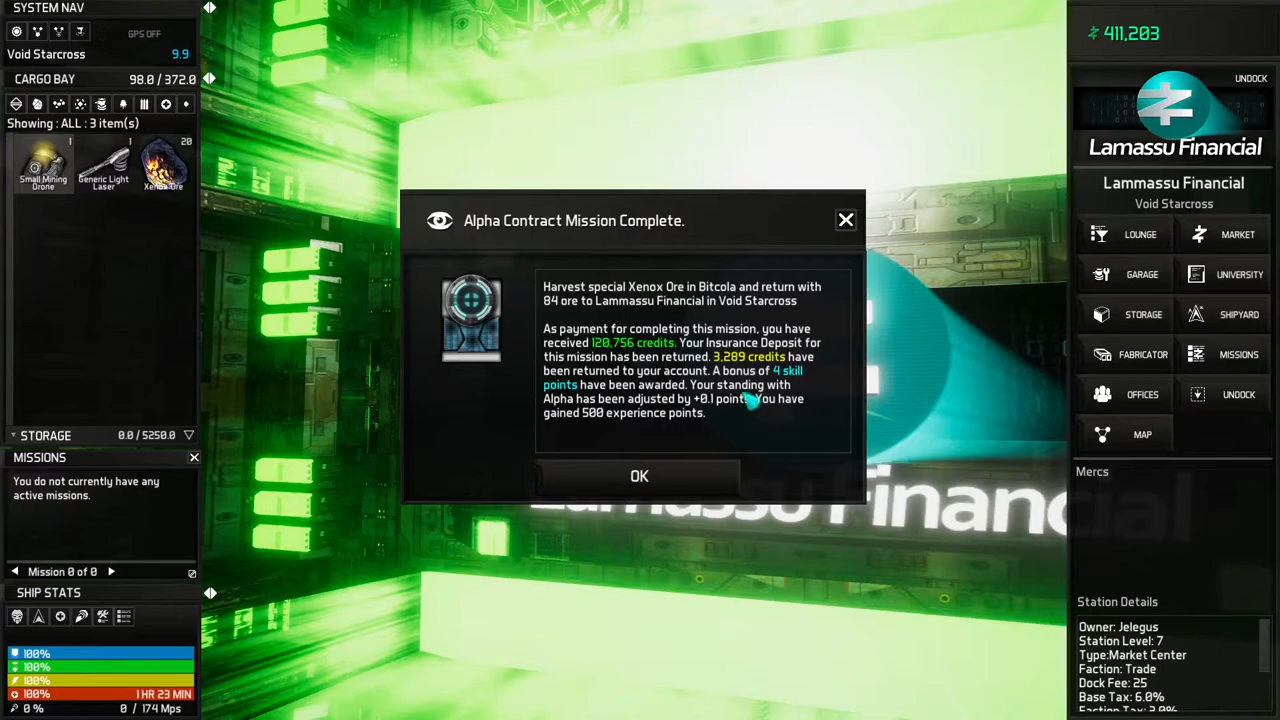 SYSTEM NAV
GPS OFF
Void Starcross 9.9
CARGO BAY 98.0 / 372.0
Showing : ALL : 3 item(s)
1 1 20
Small Mining Drone
Generic Light Laser
Xenox Ore
STORAGE 0.0 / 5250.0
MISSIONS
You do not currently have any
active missions.
Mission 0 of 0
SHIP STATS
100%
100%
100%
100% 1 HR 23 MIN
0 % 0 / 174 Mps
Alpha Contract Mission Complete.
Harvest special Xenox Ore in Bitcola and return with
84 ore to Lammassu Financial in Void Starcross
As payment for completing this mission, you have
received 120,756 credits. Your Insurance Deposit for
this mission has been returned. 3,289 credits have
been returned to your account. A bonus of 4 skill
points have been awarded. Your standing with
Alpha has been adjusted by +0.1 points. You have
gained 500 experience points.
OK
Lamassu Financial
411,203
UNDOCK
Lamassu Financial
Lammassu Financial
Void Starcross
LOUNGE MARKET
GARAGE UNIVERSITY
STORAGE SHIPYARD
FABRICATOR MISSIONS
OFFICES UNDOCK
MAP
Mercs
Station Details
Owner: Jelegus
Station Level: 7
Type:Market Center
Faction: Trade
Dock Fee: 25
Base Tax: 6.0%
Faction Tax: 3.0%